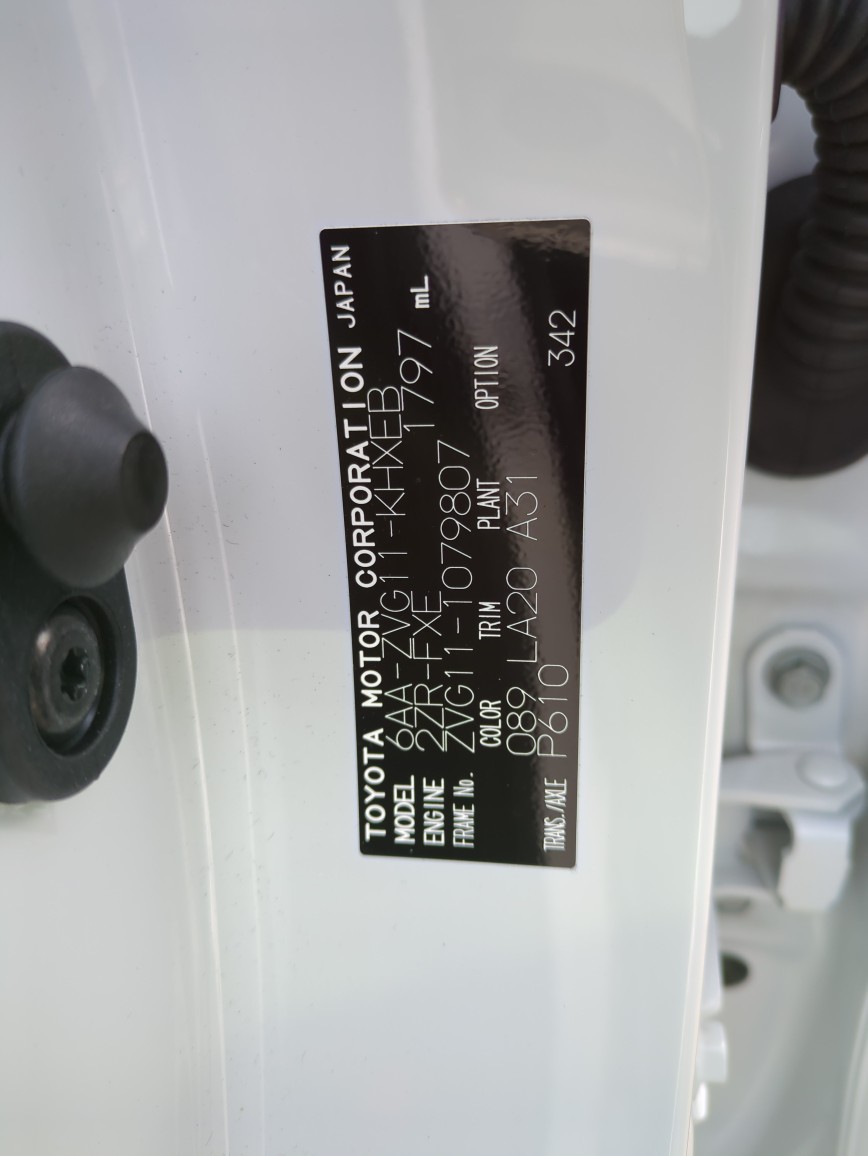 TOYOTA MOTOR CORPORATION JAPAN
MODEL 6AA-ZVG11-KHXEB
ENGINE 2ZR-FXE 1797 mL
FRAME No. ZVG11-1079807
COLOR TRIM PLANT OPTION
089 LA20 A31
TRANS./AXLE P610 342